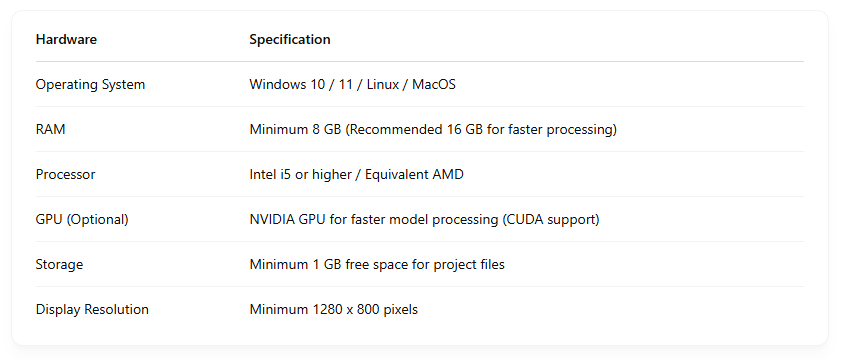 Hardware Specification
Operating System Windows 10 / 11 / Linux / MacOS
RAM Minimum 8 GB (Recommended 16 GB for faster processing)
Processor Intel i5 or higher / Equivalent AMD
GPU (Optional) NVIDIA GPU for faster model processing (CUDA support)
Storage Minimum 1 GB free space for project files
Display Resolution Minimum 1280 x 800 pixels